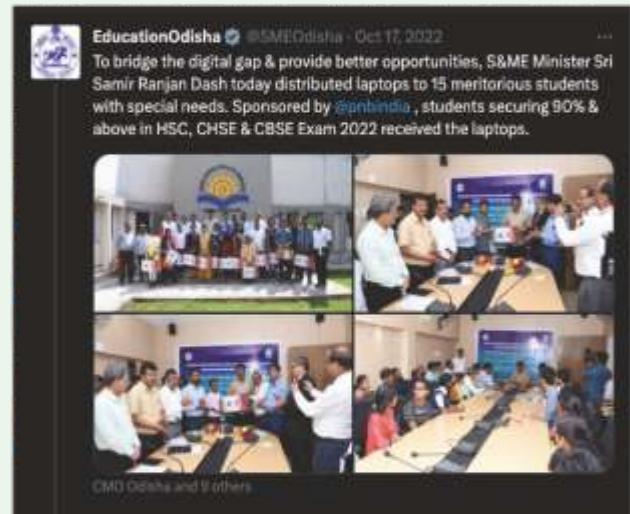 EducationOdisha @SMEOdisha · Oct 17, 2022
To bridge the digital gap & provide better opportunities, S&ME Minister Sri
Samir Ranjan Dash today distributed laptops to 15 meritorious students
with special needs. Sponsored by @pnbindia , students securing 90% &
above in HSC, CHSE & CBSE Exam 2022 received the laptops.
CMO Odisha and 9 others